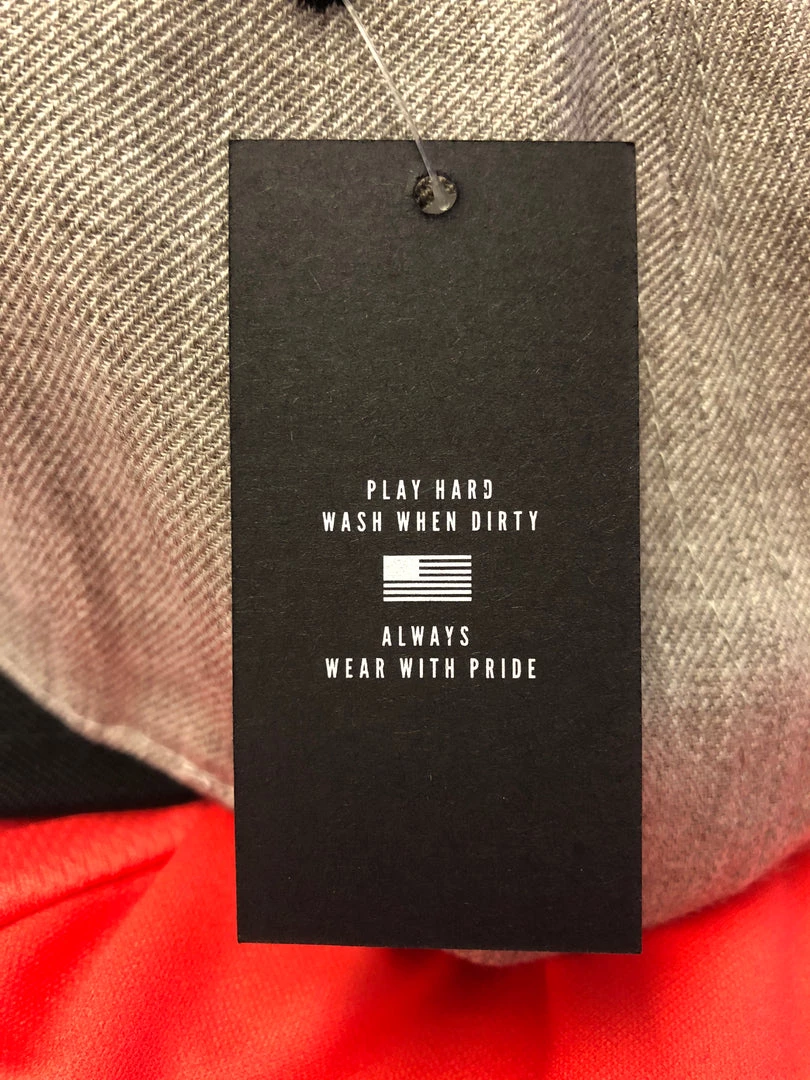 PLAY HARD
WASH WHEN DIRTY
ALWAYS
WEAR WITH PRIDE